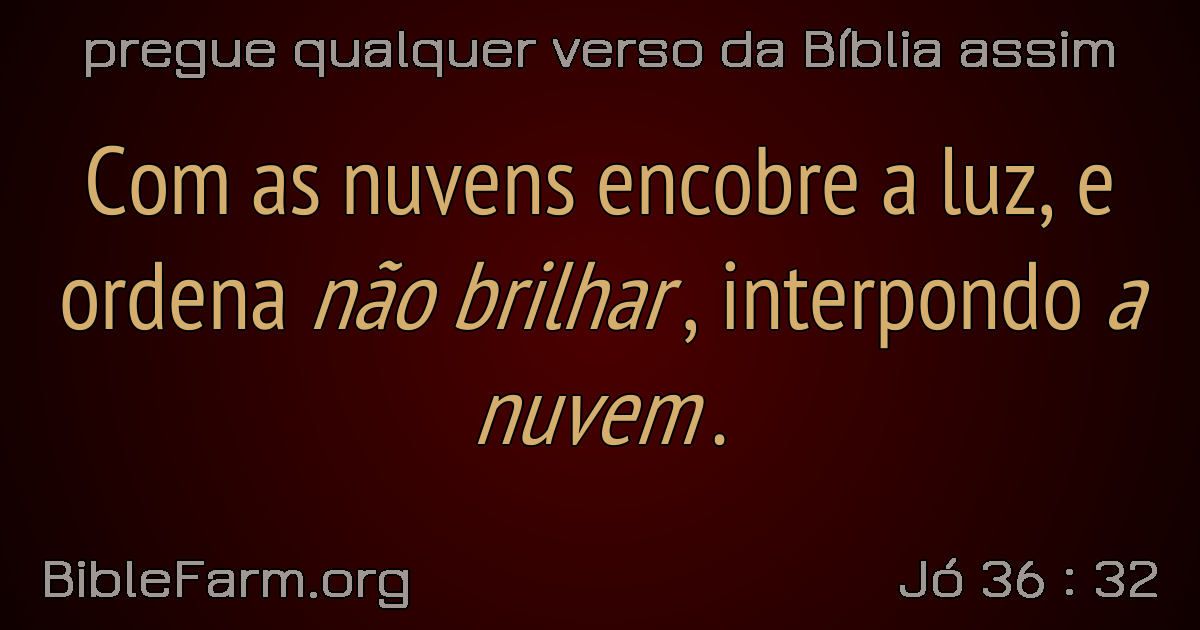 pregue qualquer verso da Bíblia assim
Com as nuvens encobre a luz, e
ordena não brilhar, interpondo a
nuvem.
BibleFarm.org
Jó 36 : 32